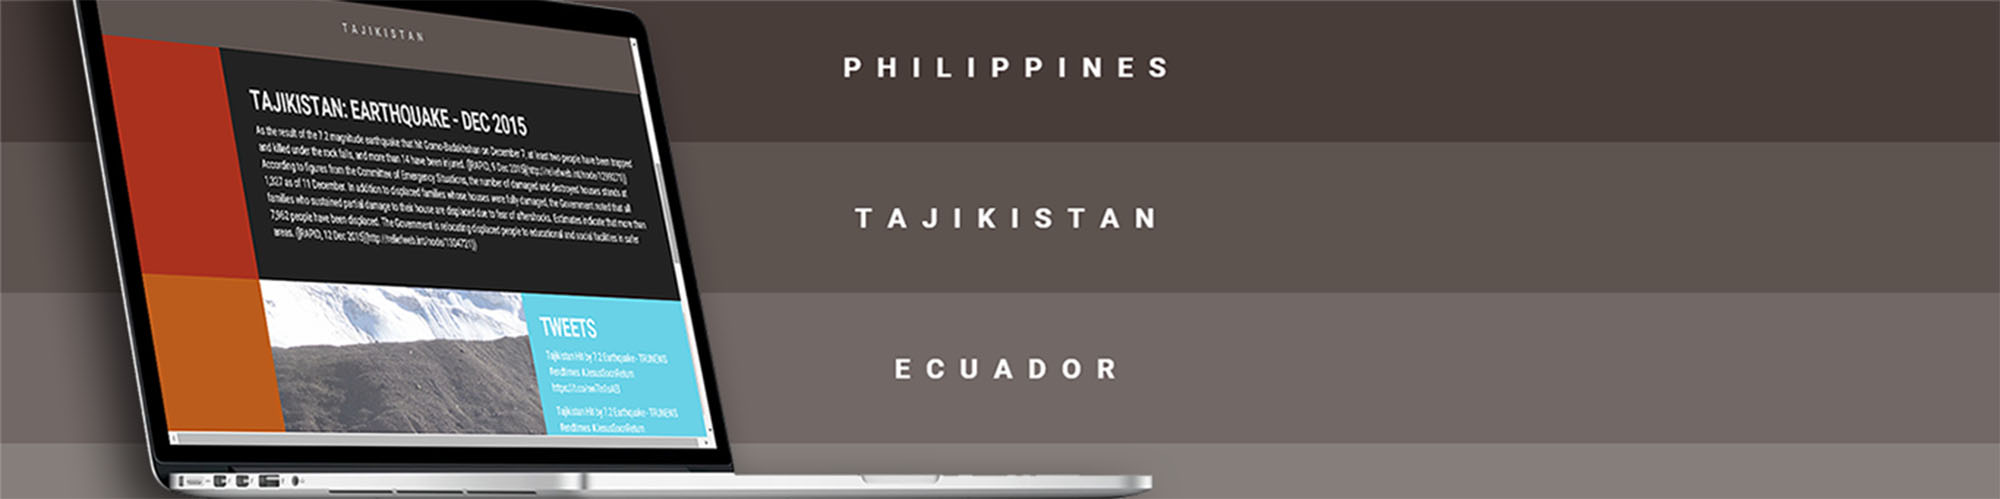 TAJIKISTAN
TAJIKISTAN: EARTHQUAKE - DEC 2015
As the result of the 7.2 magnitude earthquake that hit Gorno-Badakhshan on December 7, at least two people have been trapped
and killed under the rock falls, and more than 14 have been injured. ([RAPID, 9 Dec 2015](http://reliefweb.int/node/1299271))
According to figures from the Committee of Emergency Situations, the number of damaged and destroyed houses stands at
1,327 as of 11 December. In addition to displaced families whose houses were fully damaged, the Government noted that all
families who sustained partial damage to their house are displaced due to fear of aftershocks. Estimates indicate that more than
7,962 people have been displaced. The Government is relocating displaced people to educational and social facilities in safer
areas. ([RAPID, 12 Dec 2015](http://reliefweb.int/node/1304721))
TWEETS
Tajikistan Hit by 7.2 Earthquake - TRUNEWS
#endtimes #JesusSoonReturn
Tajikistan Hit by 7.2 Earthquake - TRUNEWS
#endtimes #JesusSoonReturn
PHILIPPINES
TAJIKISTAN
ECUADOR